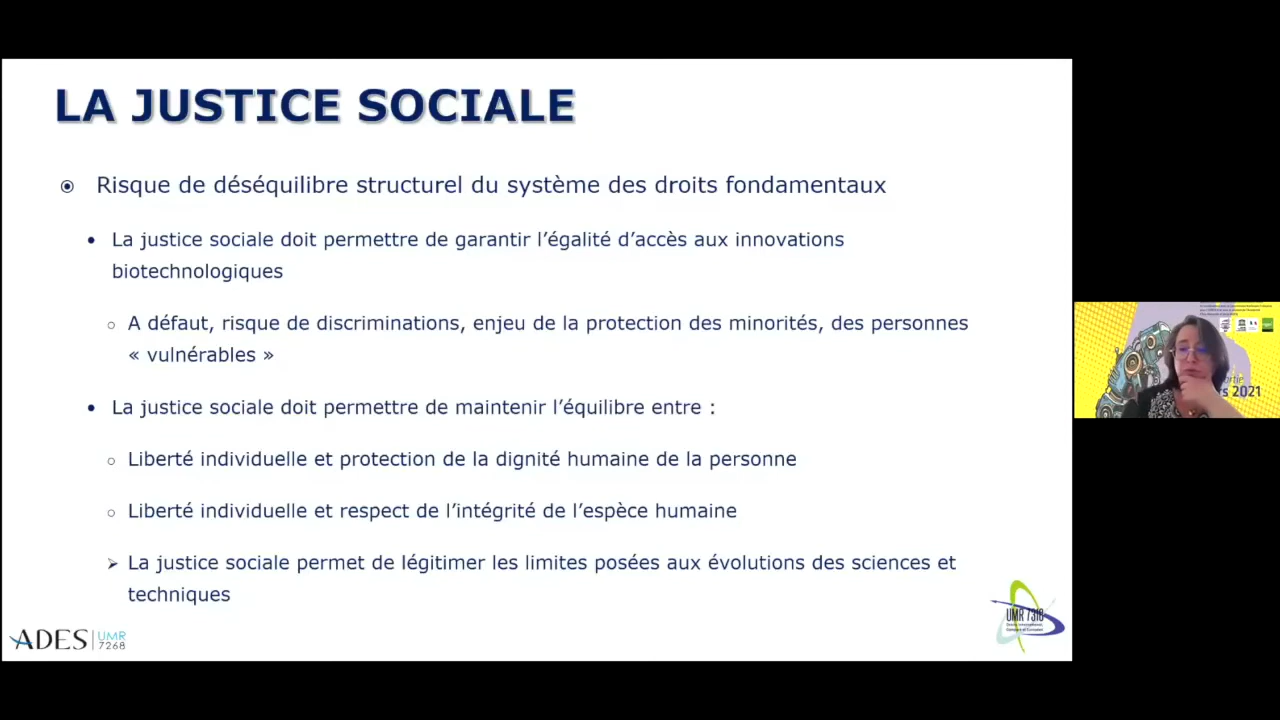 LA JUSTICE SOCIALE
Risque de déséquilibre structurel du système des droits fondamentaux
La justice sociale doit permettre de garantir l’égalité d’accès aux innovations
biotechnologiques
A défaut, risque de discriminations, enjeu de la protection des minorités, des personnes
« vulnérables »
La justice sociale doit permettre de maintenir l’équilibre entre :
Liberté individuelle et protection de la dignité humaine de la personne
Liberté individuelle et respect de l’intégrité de l’espèce humaine
La justice sociale permet de légitimer les limites posées aux évolutions des sciences et
techniques
ADES UMR
7268
UMR 7318
2021